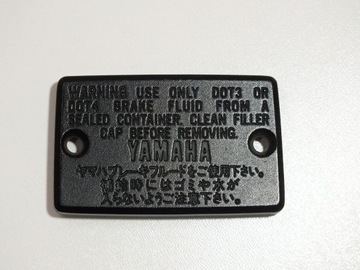 WARNING USE ONLY DOT3 OR
DOT4 BRAKE FLUID FROM A
SEALED CONTAINER. CLEAN FILLER
CAP BEFORE REMOVING.
YAMAHA
ヤマハブレーキフルードをご使用下さい。
補給時にはゴミや水が
入らないようご注意下さい。